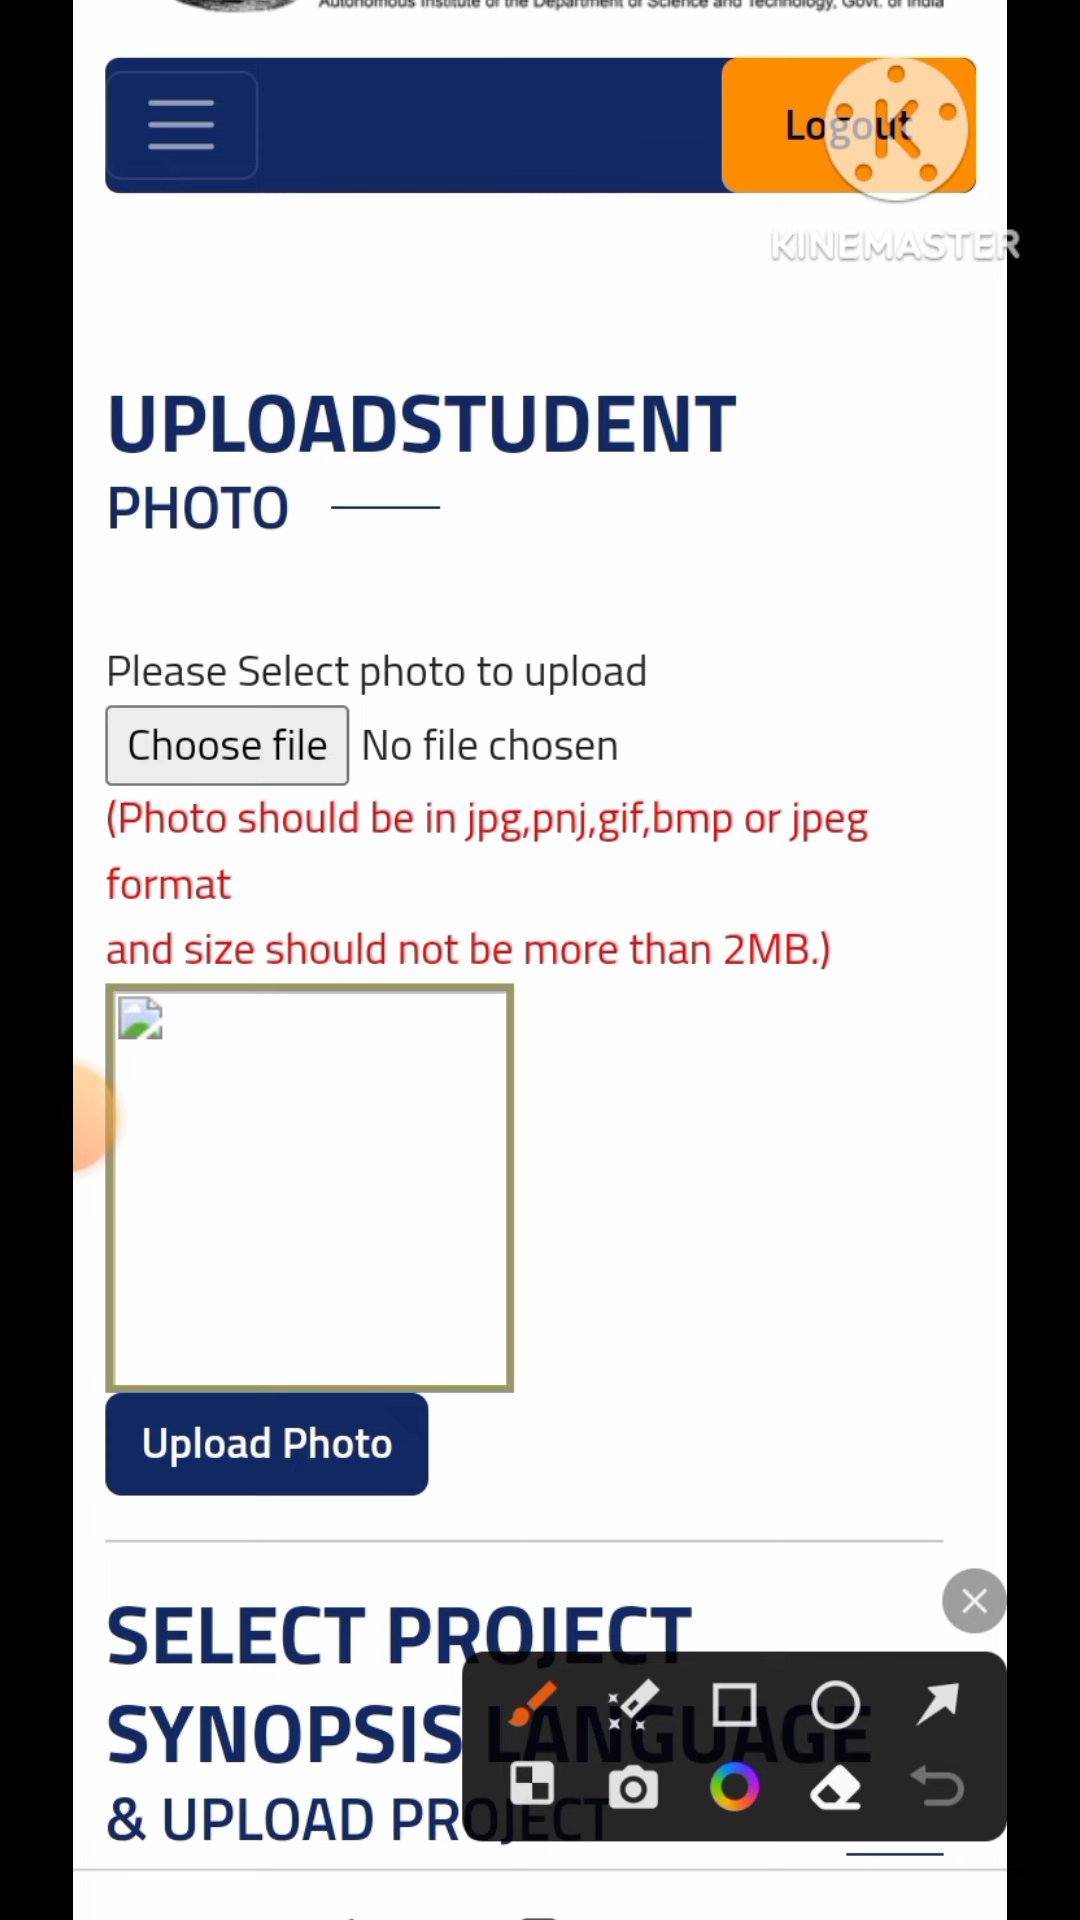 Autonomous Institute of the Department of Science and Technology, Govt. of India
Logout
KINEMASTER
UPLOADSTUDENT
PHOTO
Please Select photo to upload
Choose file No file chosen
(Photo should be in jpg,pnj,gif,bmp or jpeg
format
and size should not be more than 2MB.)
Upload Photo
SELECT PROJECT
SYNOPSIS LANGUAGE
& UPLOAD PROJECT